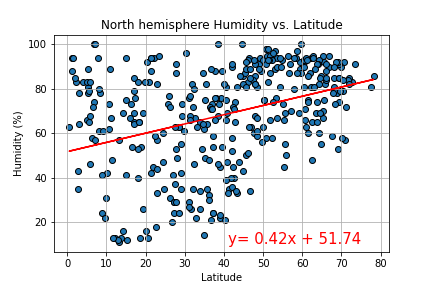 North hemisphere Humidity vs. Latitude
100
80
60
40
20
Humidity (%)
y= 0.42x + 51.74
0 10 20 30 40 50 60 70 80
Latitude